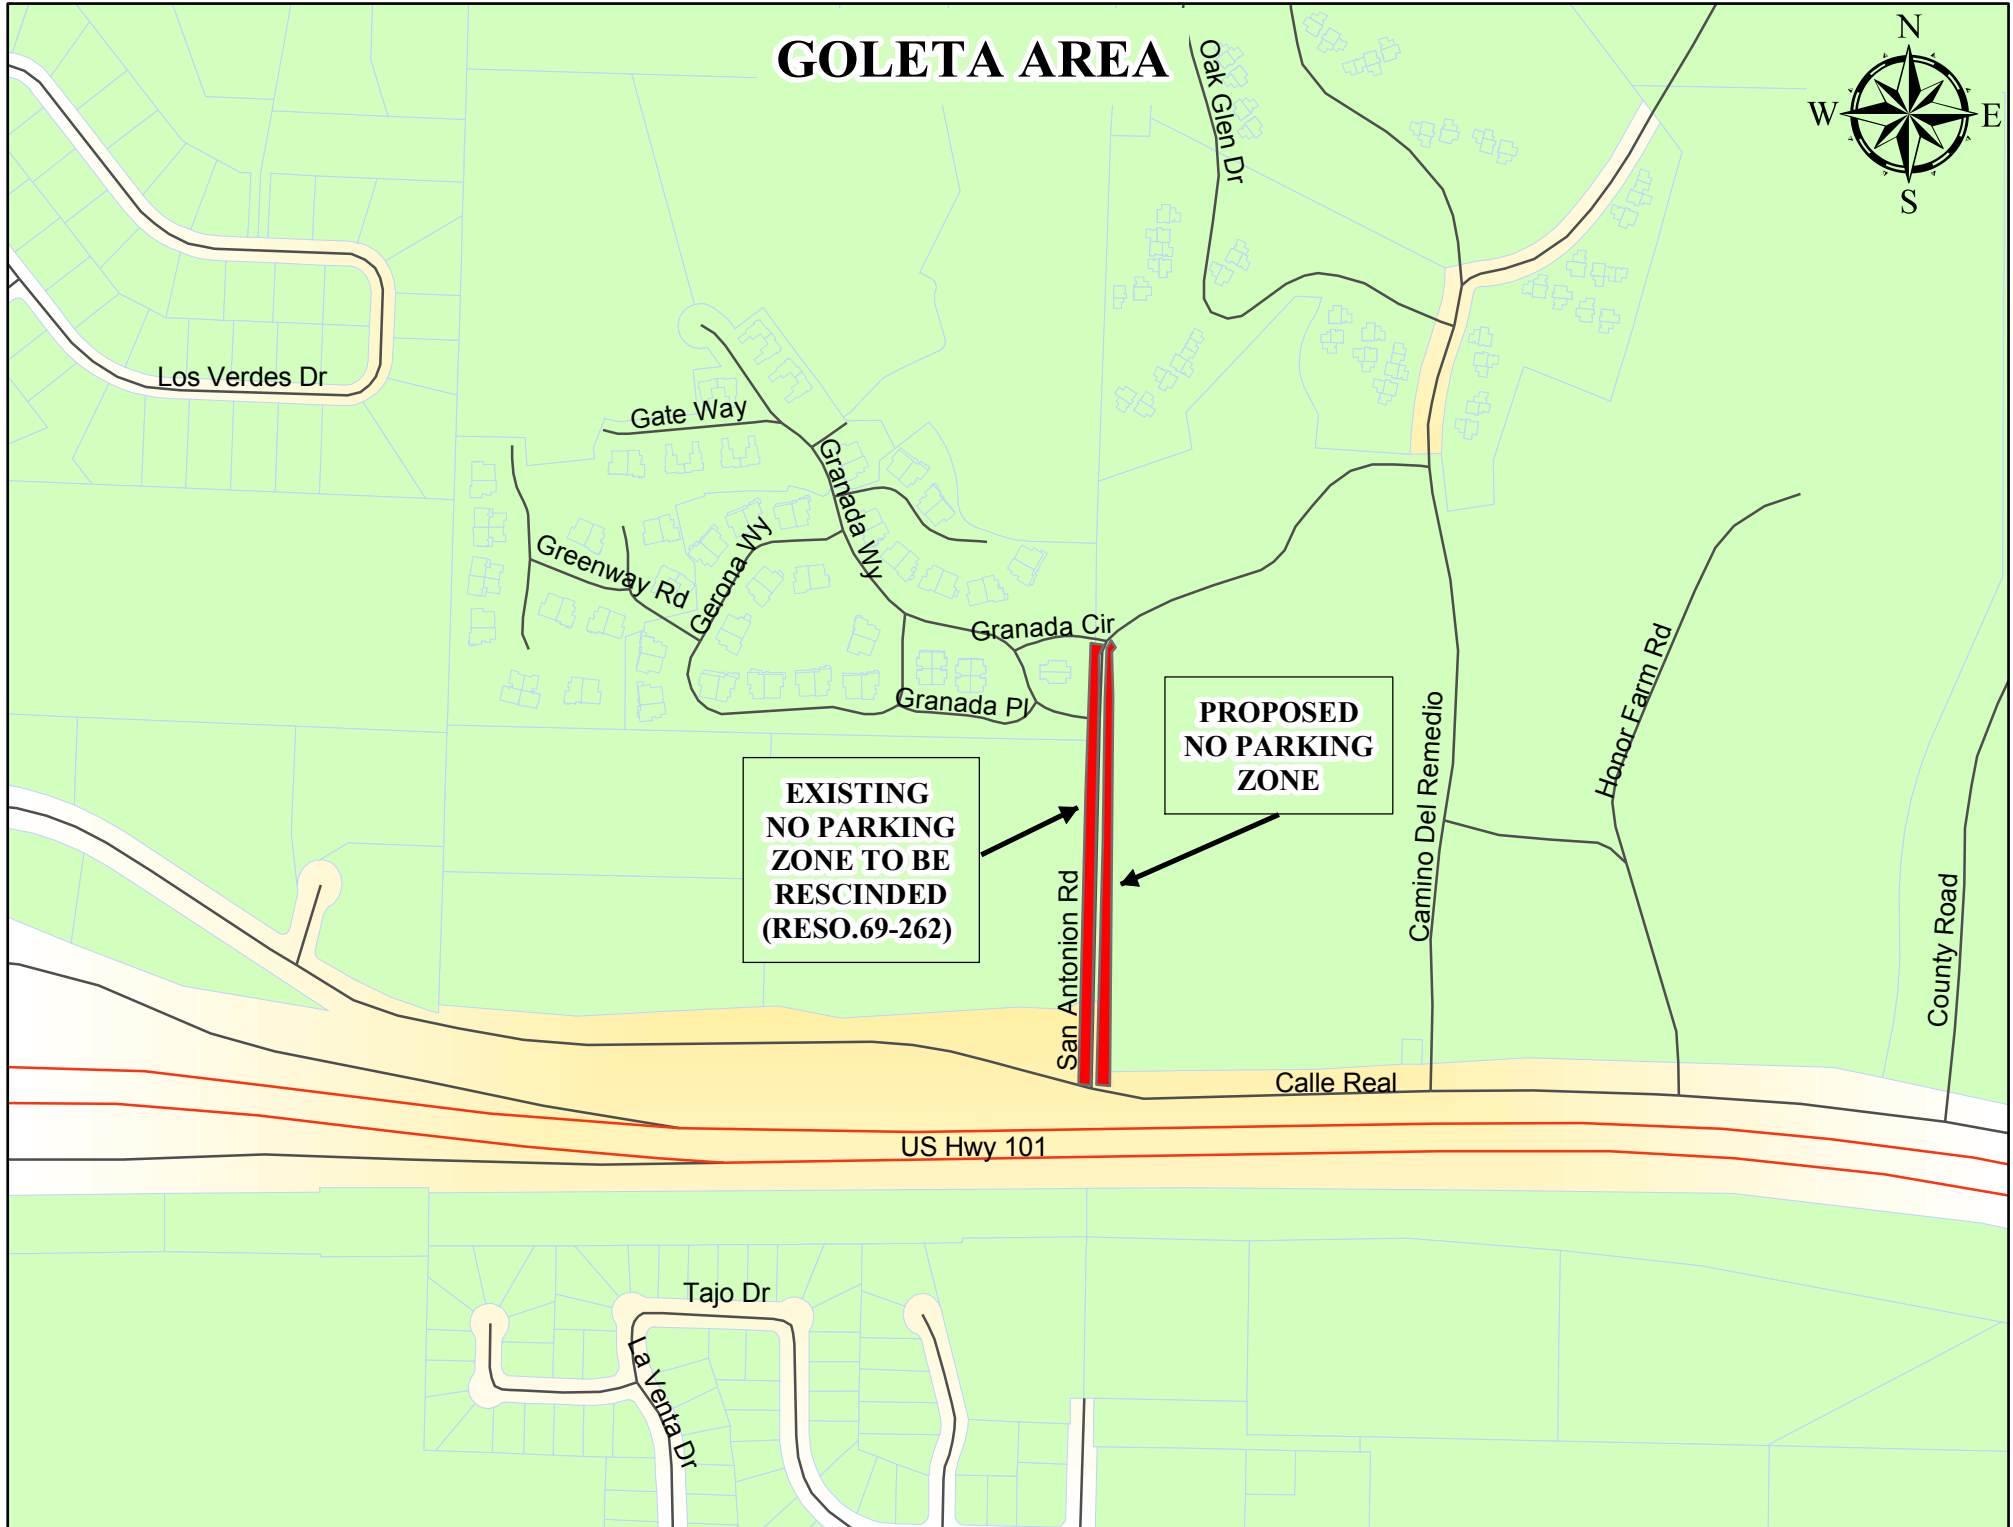 GOLETA AREA
N
W
E
S
Oak Glen Dr
Los Verdes Dr
Gate Way
Granada Wy
Greenway Rd
Gerona Wy
Granada Cir
Granada Pl
PROPOSED
NO PARKING
ZONE
EXISTING
NO PARKING
ZONE TO BE
RESCINDED
(RESO.69-262)
San Antonion Rd
Camino Del Remedio
Honor Farm Rd
County Road
Calle Real
US Hwy 101
Tajo Dr
La Venta Dr